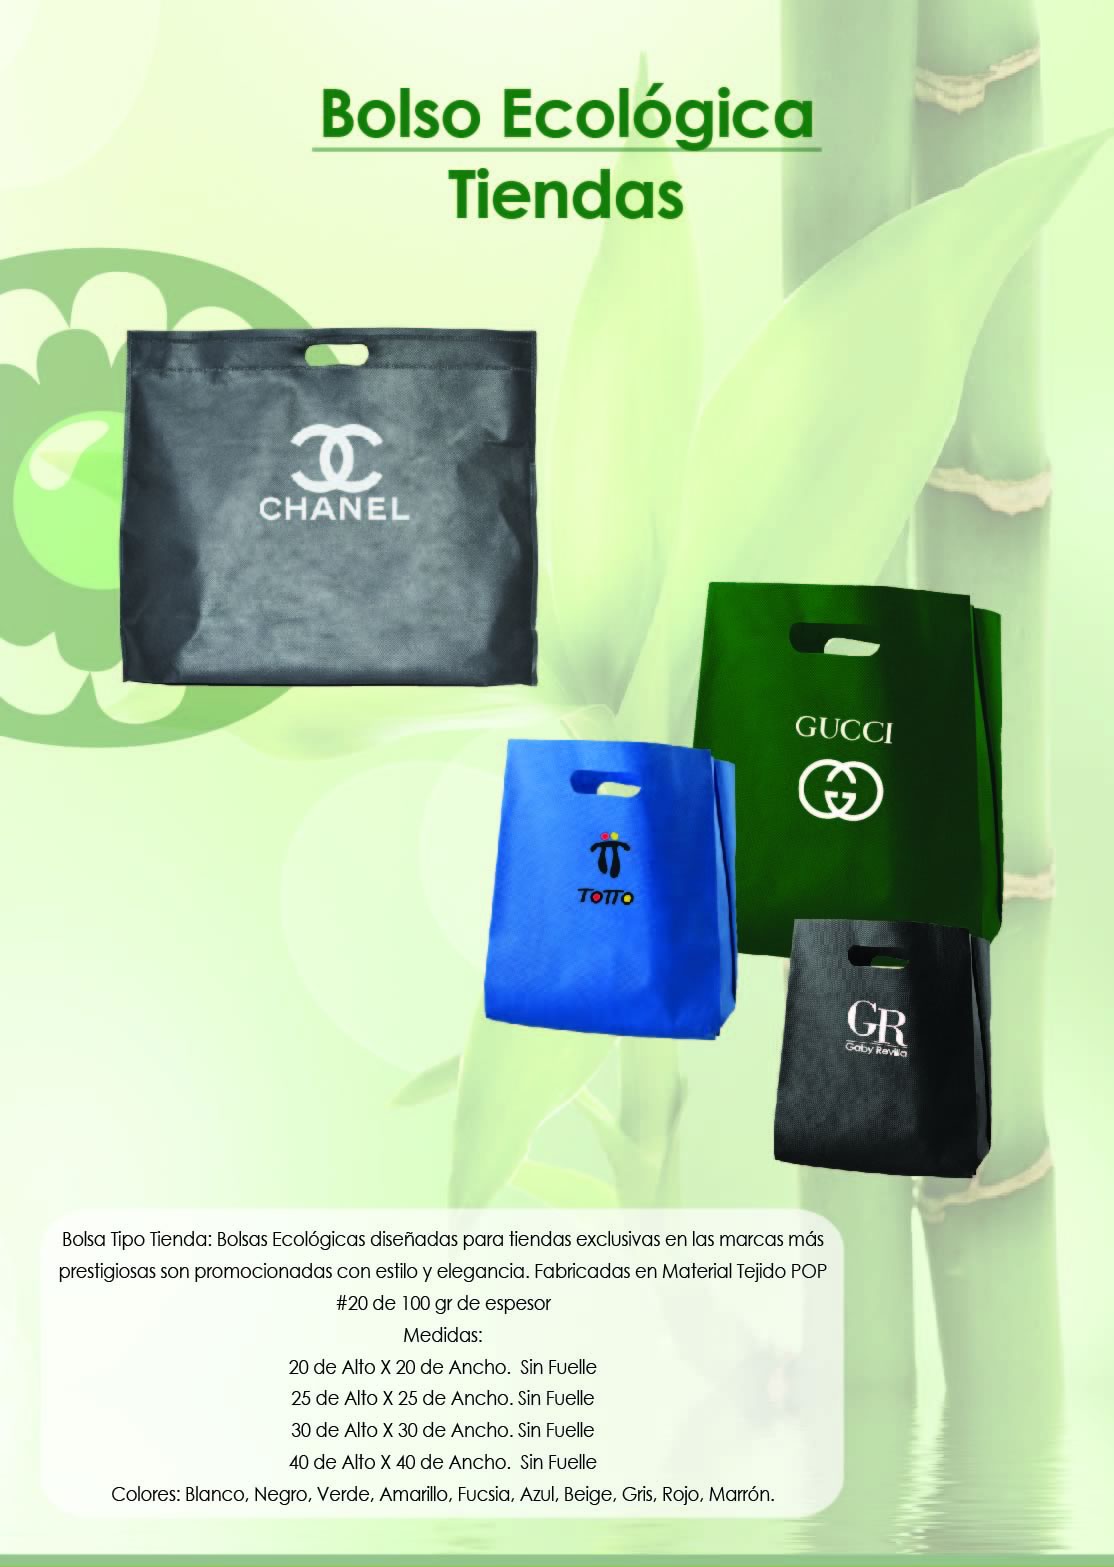 Bolso Ecológica
Tiendas
CHANEL
GUCCI
TOTTO
GR
Gaby Revilla
Bolsa Tipo Tienda: Bolsas Ecológicas diseñadas para tiendas exclusivas en las marcas más
prestigiosas son promocionadas con estilo y elegancia. Fabricadas en Material Tejido POP
#20 de 100 gr de espesor
Medidas:
20 de Alto X 20 de Ancho. Sin Fuelle
25 de Alto X 25 de Ancho. Sin Fuelle
30 de Alto X 30 de Ancho. Sin Fuelle
40 de Alto X 40 de Ancho. Sin Fuelle
Colores: Blanco, Negro, Verde, Amarillo, Fucsia, Azul, Beige, Gris, Rojo, Marrón.